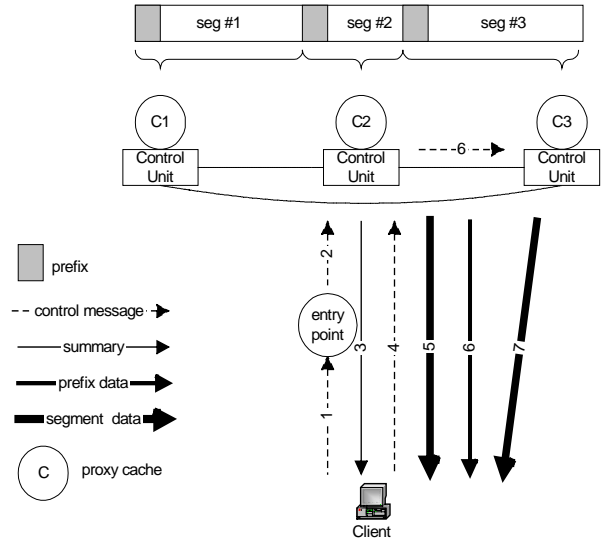 seg #1
seg #2
seg #3
C1
C2
C3
Control
Unit
Control
Unit
6
Control
Unit
prefix
control message
summary
prefix data
segment data
C
proxy cache
2
entry
point
1
3
4
5
6
7
Client